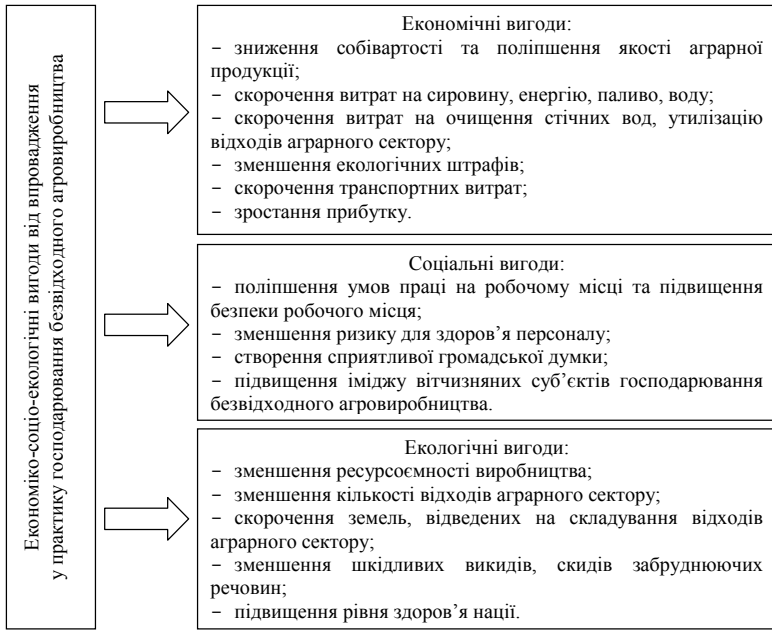 Економіко-соціо-екологічні вигоди від впровадження
у практику господарювання безвідходного агровиробництва
Економічні вигоди:
− зниження собівартості та поліпшення якості аграрної
продукції;
− скорочення витрат на сировину, енергію, паливо, воду;
− скорочення витрат на очищення стічних вод, утилізацію
відходів аграрного сектору;
− зменшення екологічних штрафів;
− скорочення транспортних витрат;
− зростання прибутку.
Соціальні вигоди:
− поліпшення умов праці на робочому місці та підвищення
безпеки робочого місця;
− зменшення ризику для здоров’я персоналу;
− створення сприятливої громадської думки;
− підвищення іміджу вітчизняних суб’єктів господарювання
безвідходного агровиробництва.
Екологічні вигоди:
− зменшення ресурсоємності виробництва;
− зменшення кількості відходів аграрного сектору;
− скорочення земель, відведених на складування відходів
аграрного сектору;
− зменшення шкідливих викидів, скидів забруднюючих
речовин;
− підвищення рівня здоров’я нації.